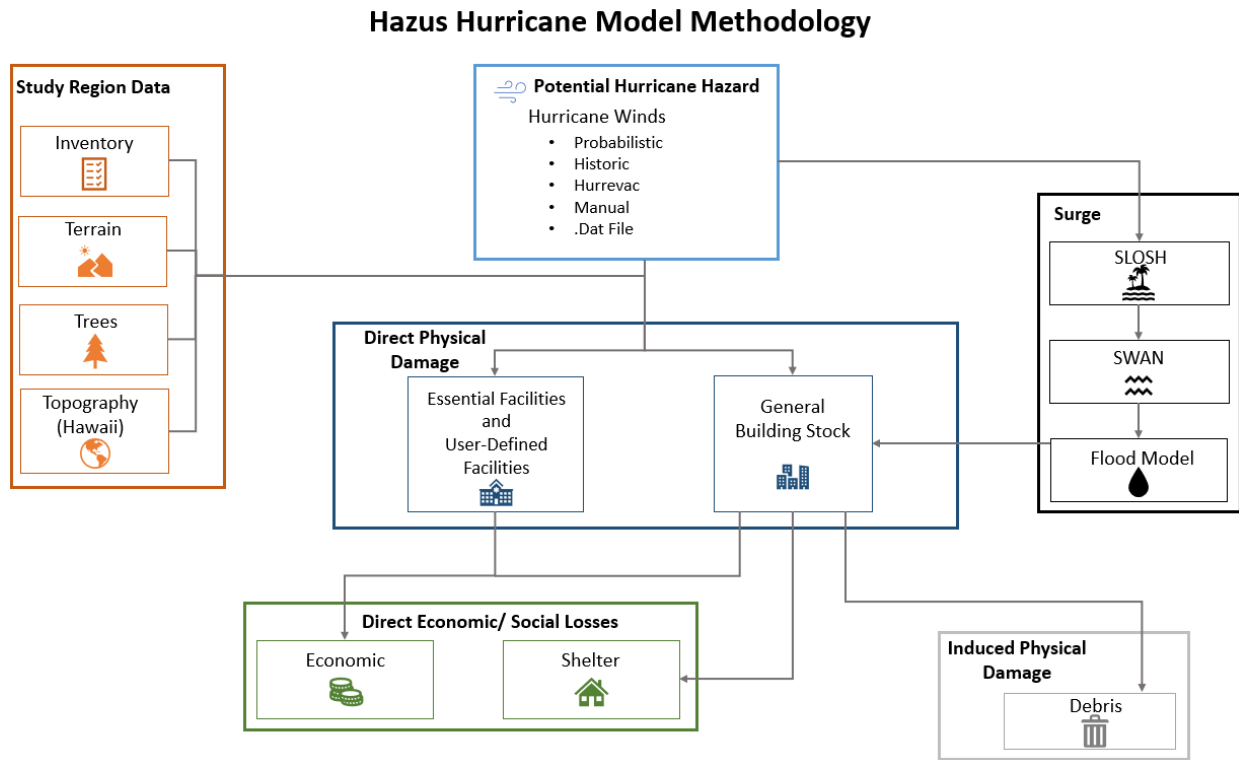 Hazus Hurricane Model Methodology
Study Region Data
Inventory
Terrain
Trees
Topography
(Hawaii)
Potential Hurricane Hazard
Hurricane Winds
• Probabilistic
• Historic
• Hurrevac
• Manual
• .Dat File
Surge
SLOSH
SWAN
Flood Model
Direct Physical
Damage
Essential Facilities
and
User-Defined
Facilities
General
Building Stock
Direct Economic/ Social Losses
Economic
Shelter
Induced Physical
Damage
Debris